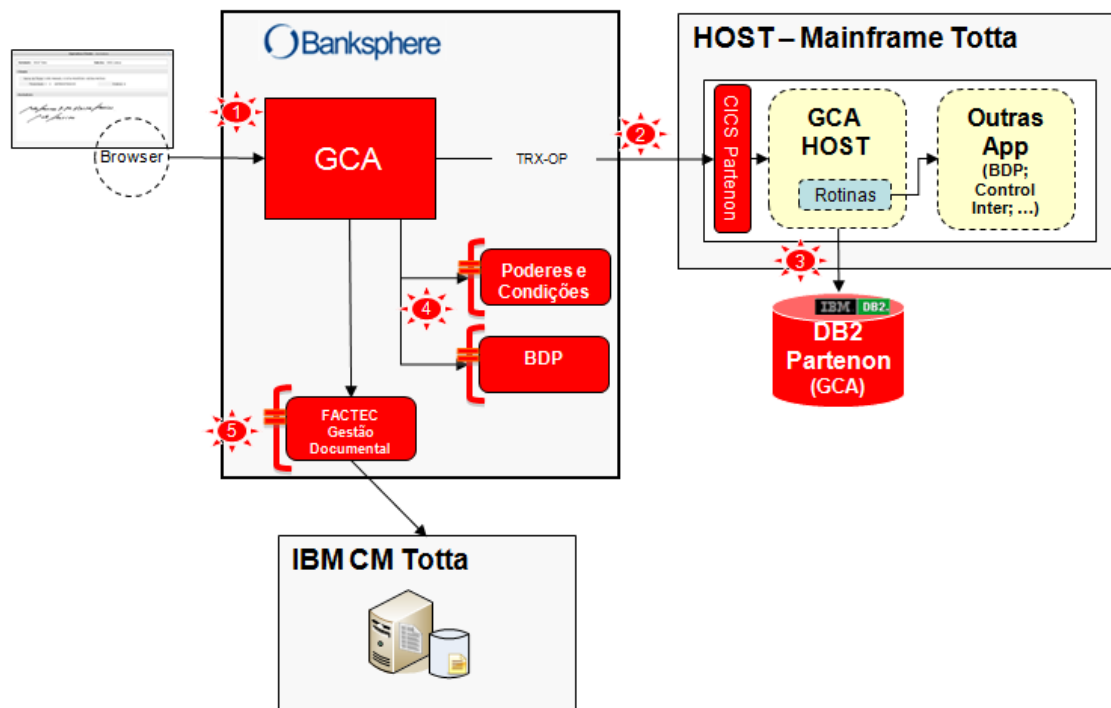 Banksphere
HOST – Mainframe Totta
Browser
1
GCA
TRX-OP
2
CICS Partenon
GCA
HOST
Rotinas
Outras
App
(BDP;
Control
Inter; ...)
3
IBM DB2.
DB2
Partenon
(GCA)
Poderes e
Condições
4
BDP
5
FACTEC
Gestão
Documental
IBM CM Totta